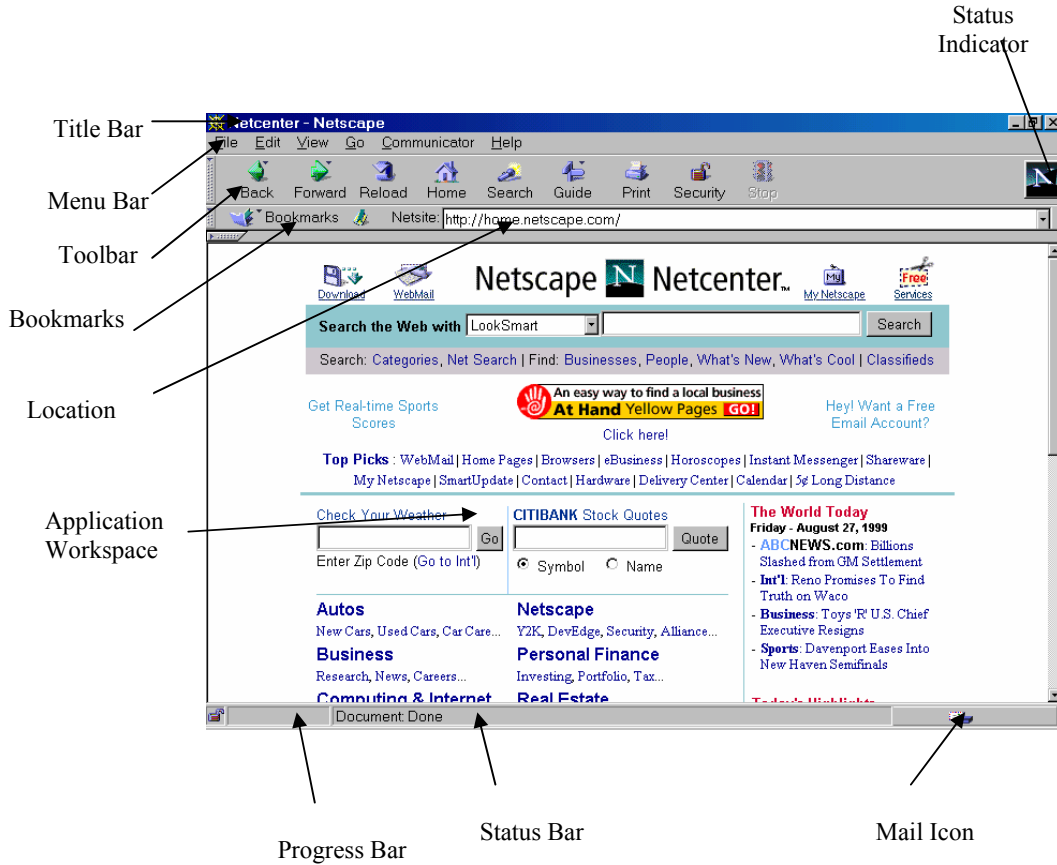 Status
Indicator
Title Bar
Menu Bar
Toolbar
Bookmarks
Location
Application
Workspace
Netcenter - Netscape
File Edit View Go Communicator Help
Back Forward Reload Home Search Guide Print Security Stop
Bookmarks Netsite: http://home.netscape.com/
Download WebMail Netscape N Netcenter™ My Netscape Free Services
Search the Web with LookSmart Search
Search: Categories, Net Search | Find: Businesses, People, What's New, What's Cool | Classifieds
Get Real-time Sports
Scores
An easy way to find a local business
At Hand Yellow Pages GO!
Click here!
Hey! Want a Free
Email Account?
Top Picks : WebMail | Home Pages | Browsers | eBusiness | Horoscopes | Instant Messenger | Shareware |
My Netscape | SmartUpdate | Contact | Hardware | Delivery Center | Calendar | 5¢ Long Distance
Check Your Weather
Go
Enter Zip Code (Go to Int'l)
CITIBANK Stock Quotes
Quote
Symbol Name
Autos
New Cars, Used Cars, Car Care...
Business
Research, News, Careers...
Computing & Internet
Netscape
Y2K, DevEdge, Security, Alliance...
Personal Finance
Investing, Portfolio, Tax...
Real Estate
The World Today
Friday - August 27, 1999
- ABCNEWS.com: Billions
Slashed from GM Settlement
- Int'l: Reno Promises To Find
Truth on Waco
- Business: Toys 'R' U.S. Chief
Executive Resigns
- Sports: Davenport Eases Into
New Haven Semifinals
Today's Highlights
Document: Done
Progress Bar
Status Bar
Mail Icon